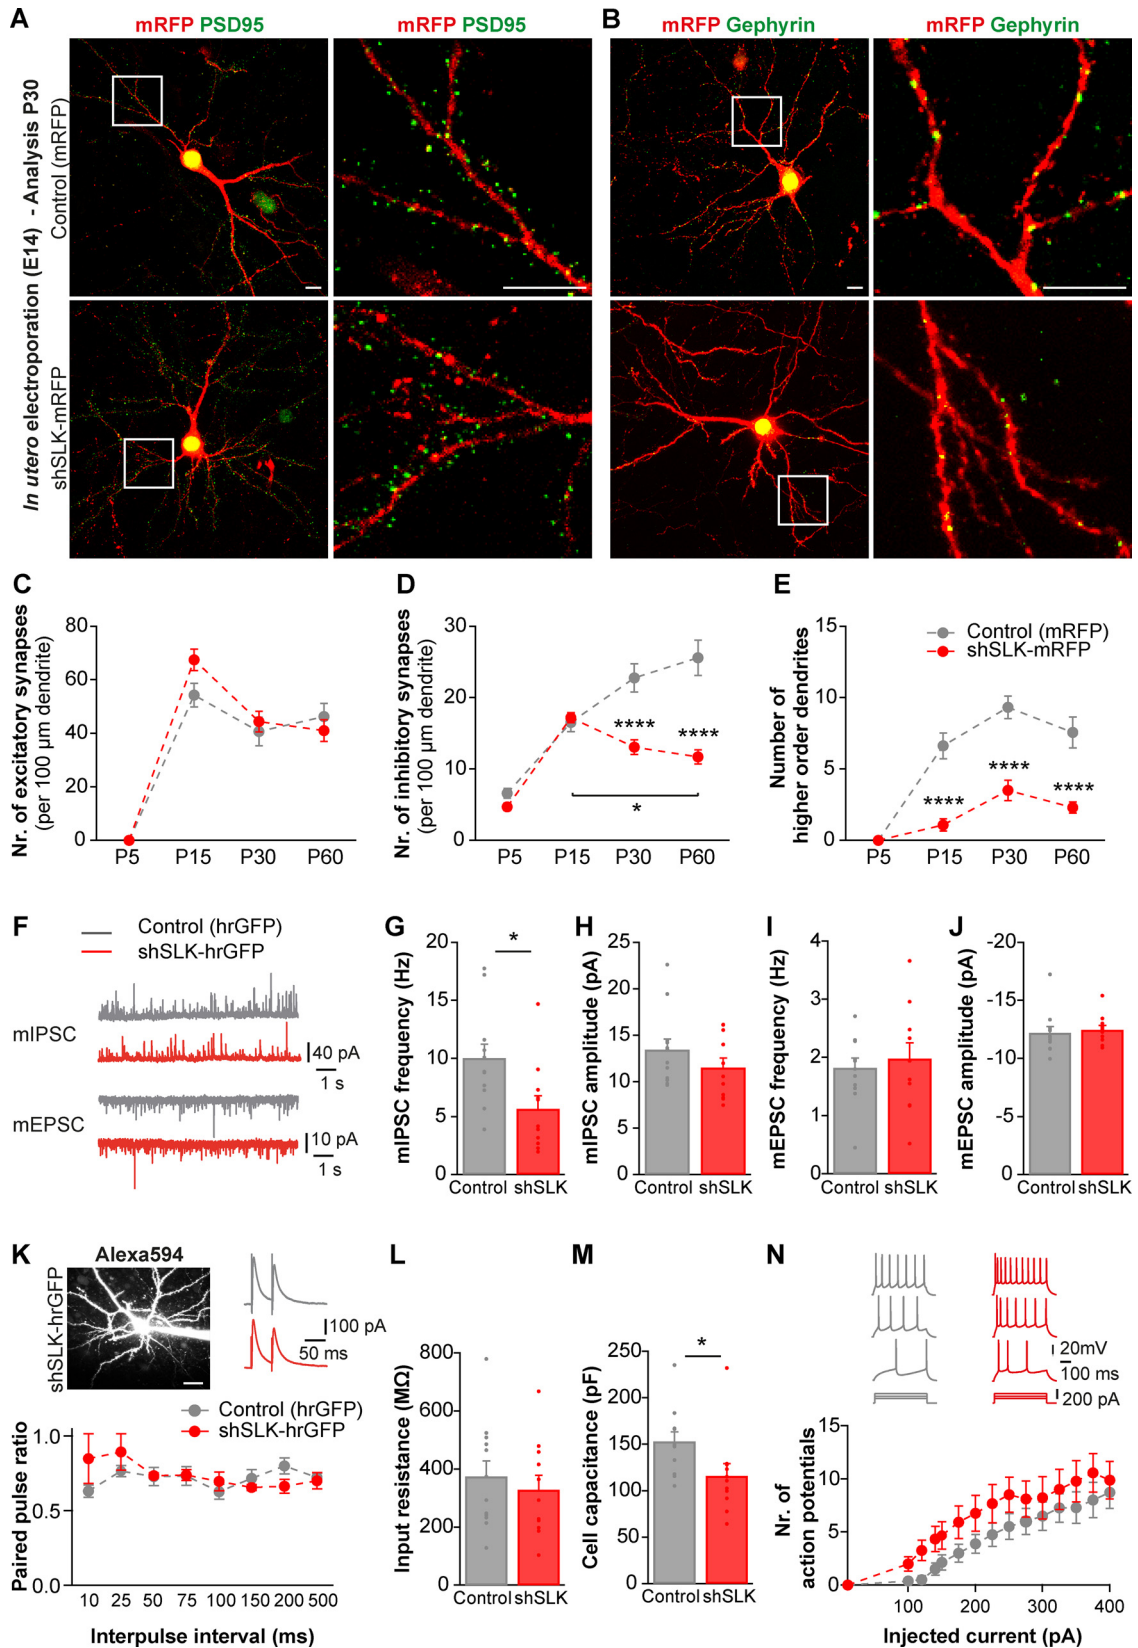 A
mRFP PSD95
mRFP PSD95
B
mRFP Gephyrin
mRFP Gephyrin
In utero electroporation (E14) - Analysis P30
Control (mRFP)
shSLK-mRFP
C
Nr. of excitatory synapses
(per 100 µm dendrite)
80
60
40
20
0
P5 P15 P30 P60
D
Nr. of inhibitory synapses
(per 100 µm dendrite)
30
20
10
0
****
****
*
P5 P15 P30 P60
E
Number of
higher order dendrites
15
10
5
0
Control (mRFP)
shSLK-mRFP
****
****
****
P5 P15 P30 P60
F
Control (hrGFP)
shSLK-hrGFP
mIPSC
40 pA
1 s
mEPSC
10 pA
1 s
G
mIPSC frequency (Hz)
20
15
10
5
0
*
Control shSLK
H
mIPSC amplitude (pA)
25
20
15
10
5
0
Control shSLK
I
mEPSC frequency (Hz)
4
3
2
1
0
Control shSLK
J
mEPSC amplitude (pA)
-20
-15
-10
-5
0
Control shSLK
K
Alexa594
shSLK-hrGFP
100 pA
50 ms
Control (hrGFP)
shSLK-hrGFP
Paired pulse ratio
1.0
0.5
0.0
10 25 50 75 100 150 200 500
Interpulse interval (ms)
L
Input resistance (MΩ)
800
600
400
200
0
Control shSLK
M
Cell capacitance (pF)
250
200
150
100
50
0
*
Control shSLK
N
20mV
100 ms
200 pA
Nr. of
action potentials
15
10
5
0
100 200 300 400
Injected current (pA)